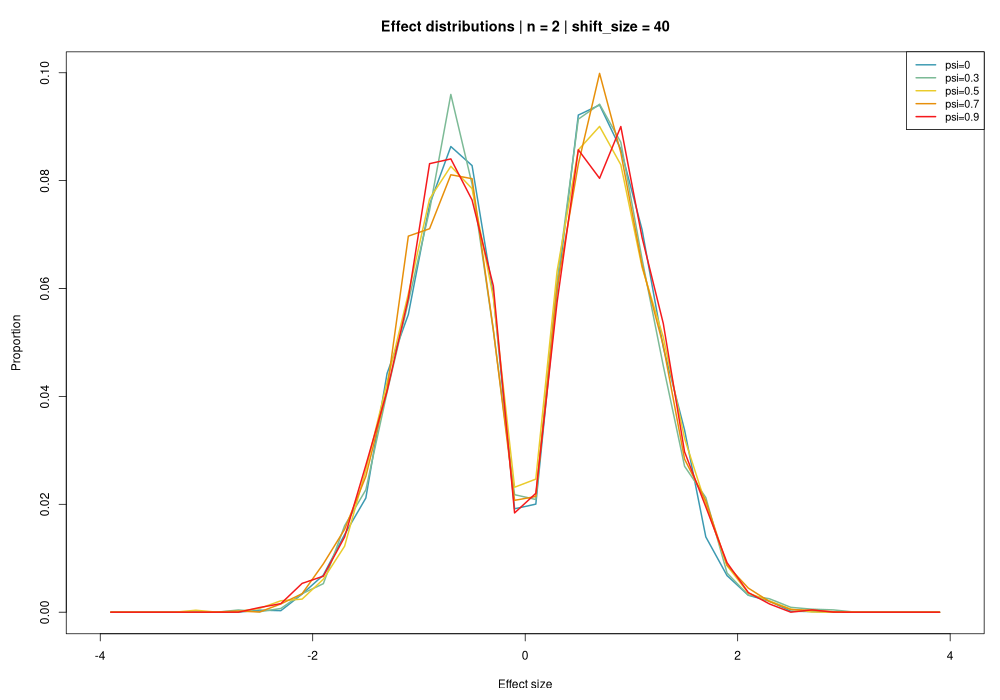 Effect distributions | n = 2 | shift_size = 40
psi=0
psi=0.3
psi=0.5
psi=0.7
psi=0.9
0.10
0.08
0.06
0.04
0.02
0.00
Proportion
-4
-2
0
2
4
Effect size